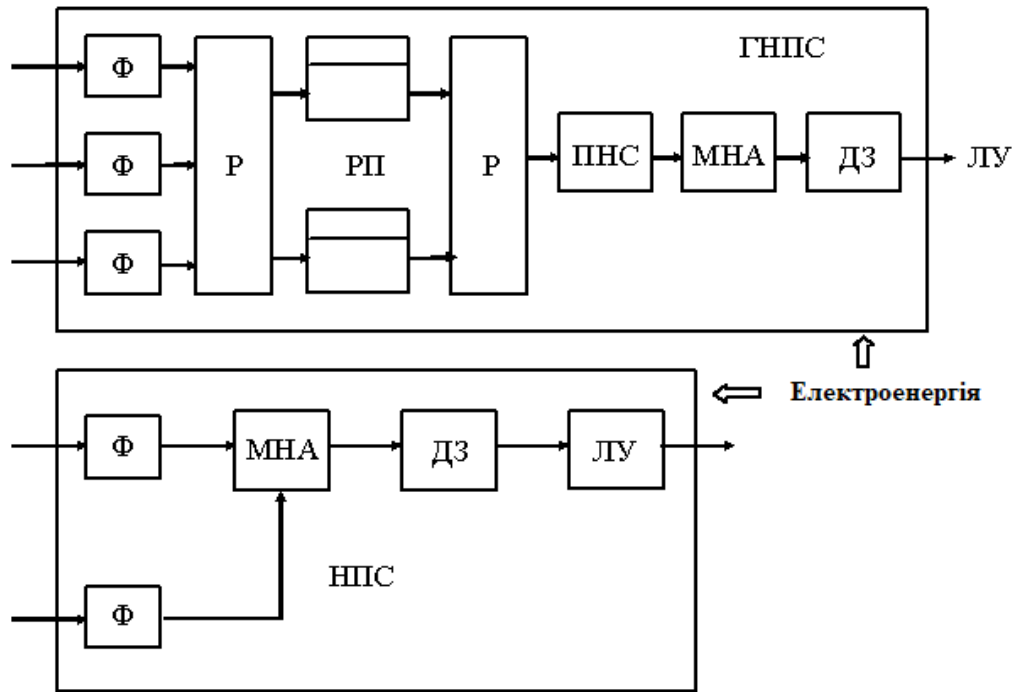 ГНПС
Ф
Ф
Ф
Р
РП
Р
ПНС
МНА
ДЗ
ЛУ
Електроенергія
Ф
МНА
ДЗ
ЛУ
НПС
Ф